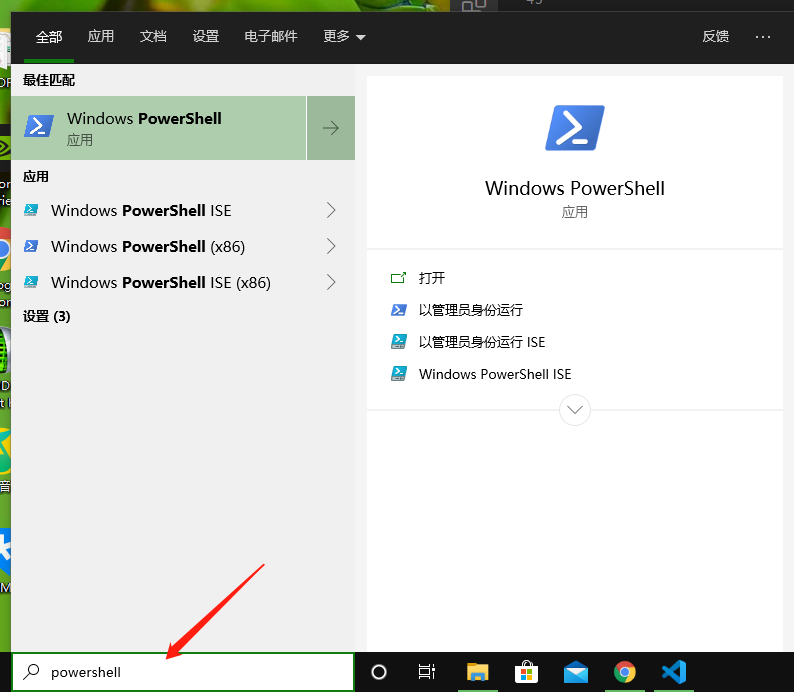 全部 应用 文档 设置 电子邮件 更多 反馈 ...
最佳匹配
Windows PowerShell
应用
应用
Windows PowerShell ISE
Windows PowerShell (x86)
Windows PowerShell ISE (x86)
设置 (3)
Windows PowerShell
应用
打开
以管理员身份运行
以管理员身份运行 ISE
Windows PowerShell ISE
powershell